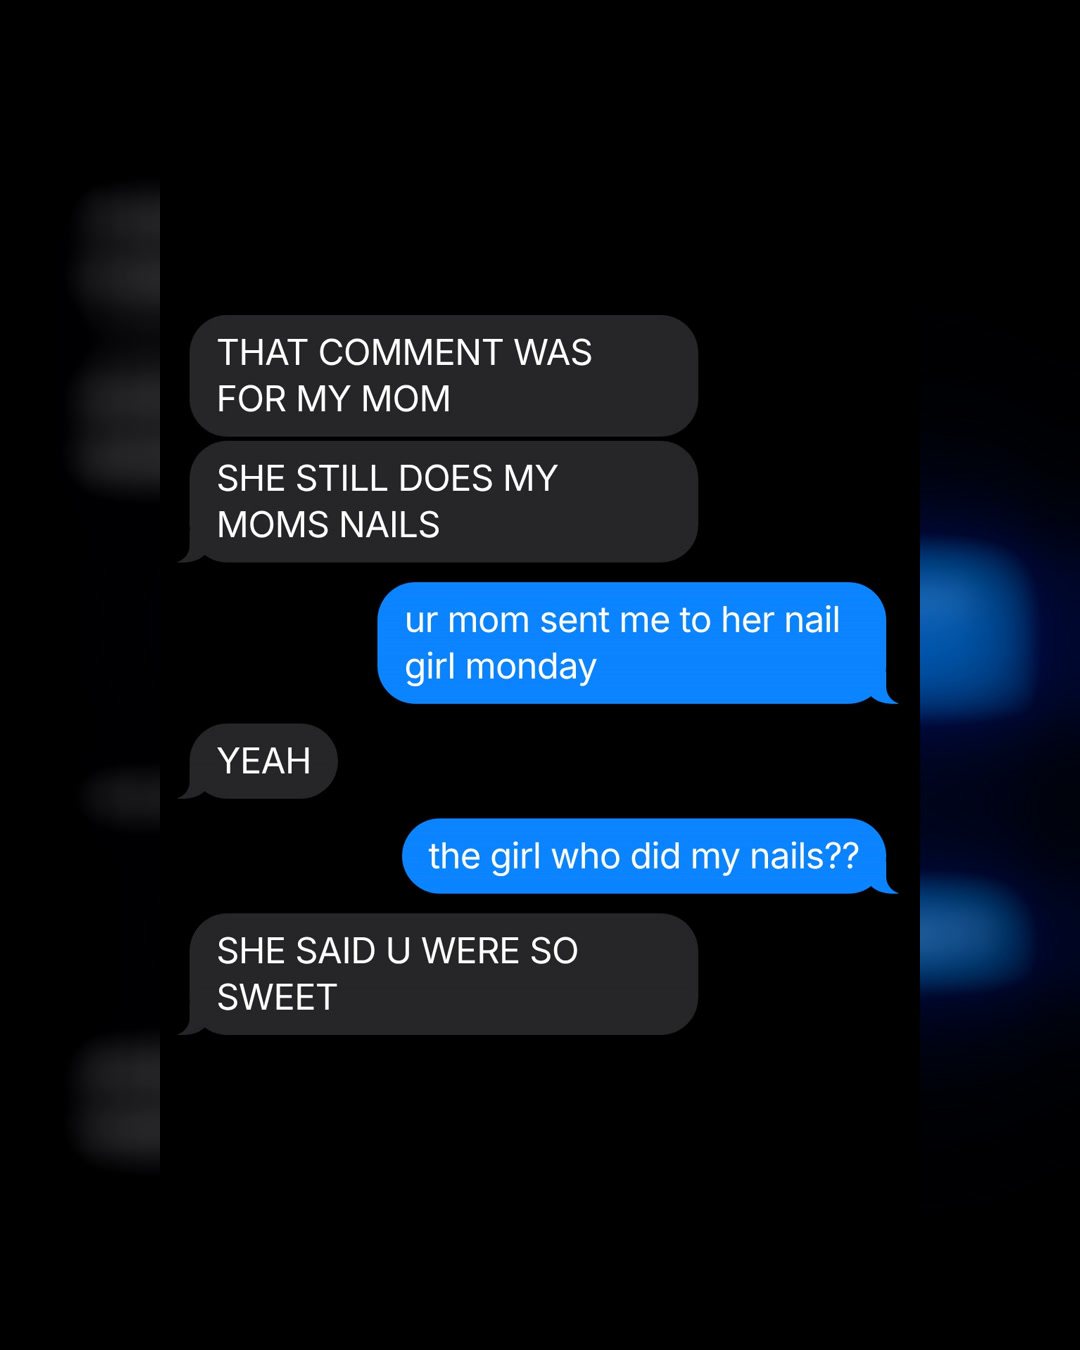 THAT COMMENT WAS
FOR MY MOM
SHE STILL DOES MY
MOMS NAILS
ur mom sent me to her nail
girl monday
YEAH
the girl who did my nails??
SHE SAID U WERE SO
SWEET